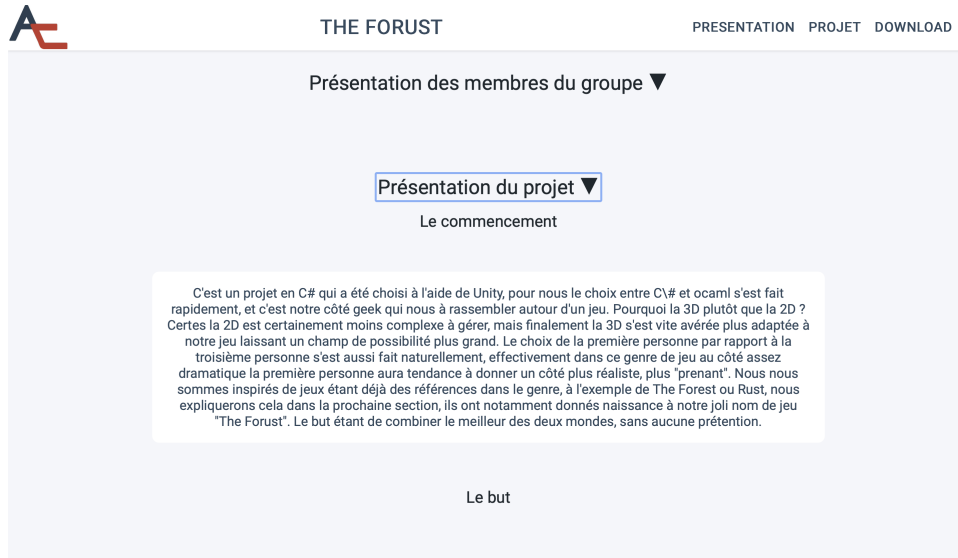 THE FORUST
PRESENTATION PROJET DOWNLOAD
Présentation des membres du groupe ▼
Présentation du projet ▼
Le commencement
C'est un projet en C# qui a été choisi à l'aide de Unity, pour nous le choix entre C\# et ocaml s'est fait
rapidement, et c'est notre côté geek qui nous à rassembler autour d'un jeu. Pourquoi la 3D plutôt que la 2D ?
Certes la 2D est certainement moins complexe à gérer, mais finalement la 3D s'est vite avérée plus adaptée à
notre jeu laissant un champ de possibilité plus grand. Le choix de la première personne par rapport à la
troisième personne s'est aussi fait naturellement, effectivement dans ce genre de jeu au côté assez
dramatique la première personne aura tendance à donner un côté plus réaliste, plus "prenant". Nous nous
sommes inspirés de jeux étant déjà des références dans le genre, à l'exemple de The Forest ou Rust, nous
expliquerons cela dans la prochaine section, ils ont notamment donnés naissance à notre joli nom de jeu
"The Forust". Le but étant de combiner le meilleur des deux mondes, sans aucune prétention.
Le but